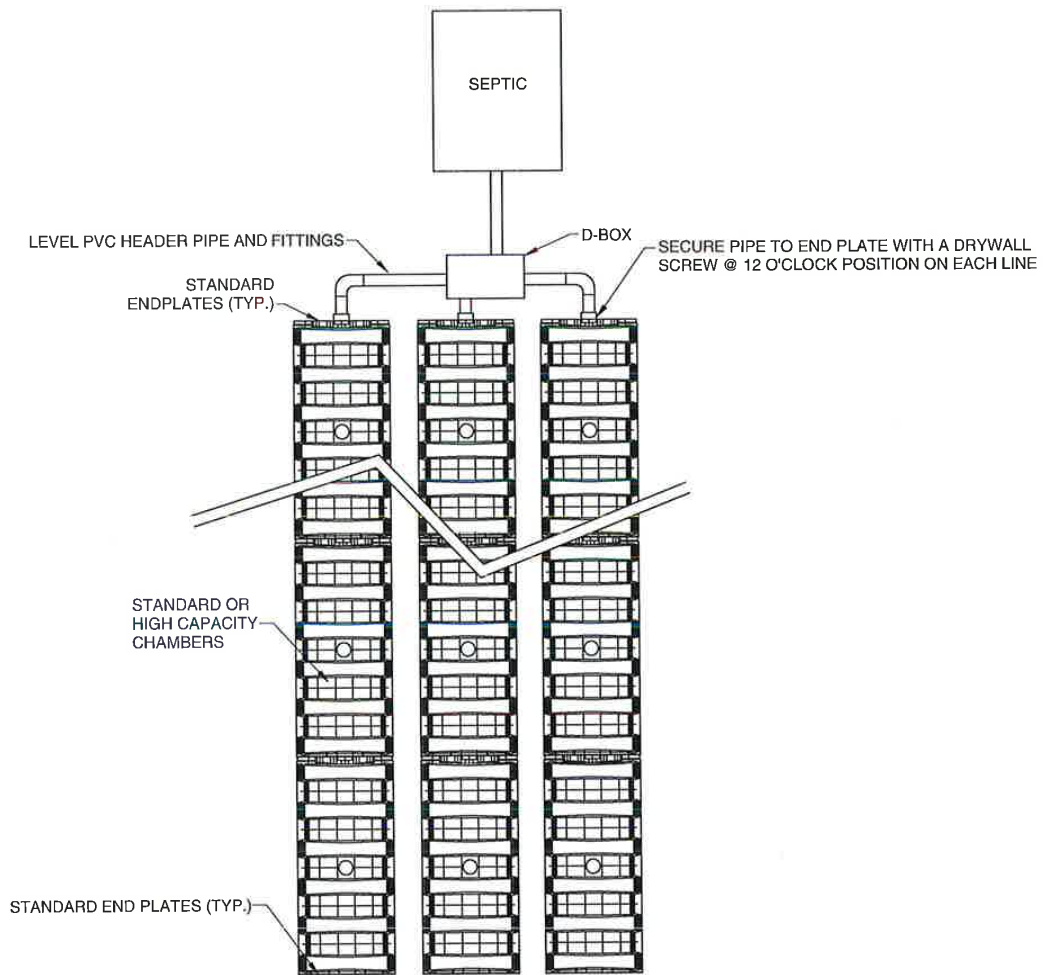 SEPTIC
D-BOX
LEVEL PVC HEADER PIPE AND FITTINGS
SECURE PIPE TO END PLATE WITH A DRYWALL
SCREW @ 12 O'CLOCK POSITION ON EACH LINE
STANDARD
ENDPLATES (TYP.)
STANDARD OR
HIGH CAPACITY
CHAMBERS
STANDARD END PLATES (TYP.)